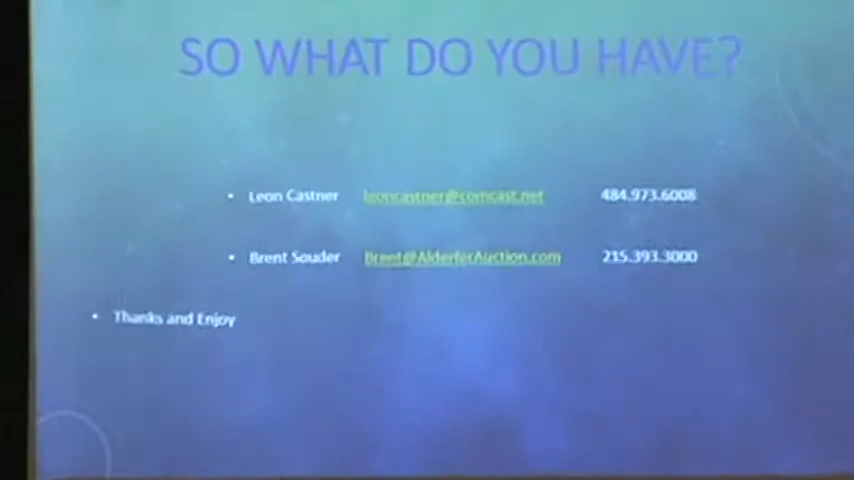 SO WHAT DO YOU HAVE?
• Leon Castner leoncastner@comcast.net 484.973.6008
• Brent Souder Brent@AlderferAuction.com 215.393.3000
• Thanks and Enjoy